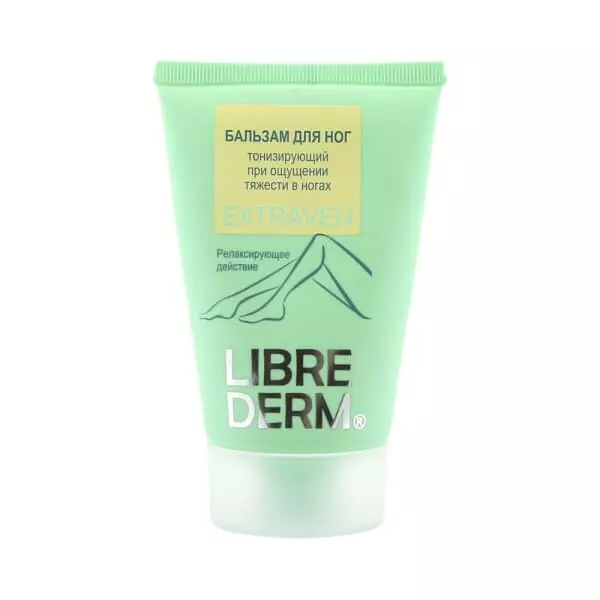 БАЛЬЗАМ ДЛЯ НОГ
тонизирующий
при ощущении
тяжести в ногах
EXTRAVEN
Релаксирующее
действие
LIBRE
DERM®